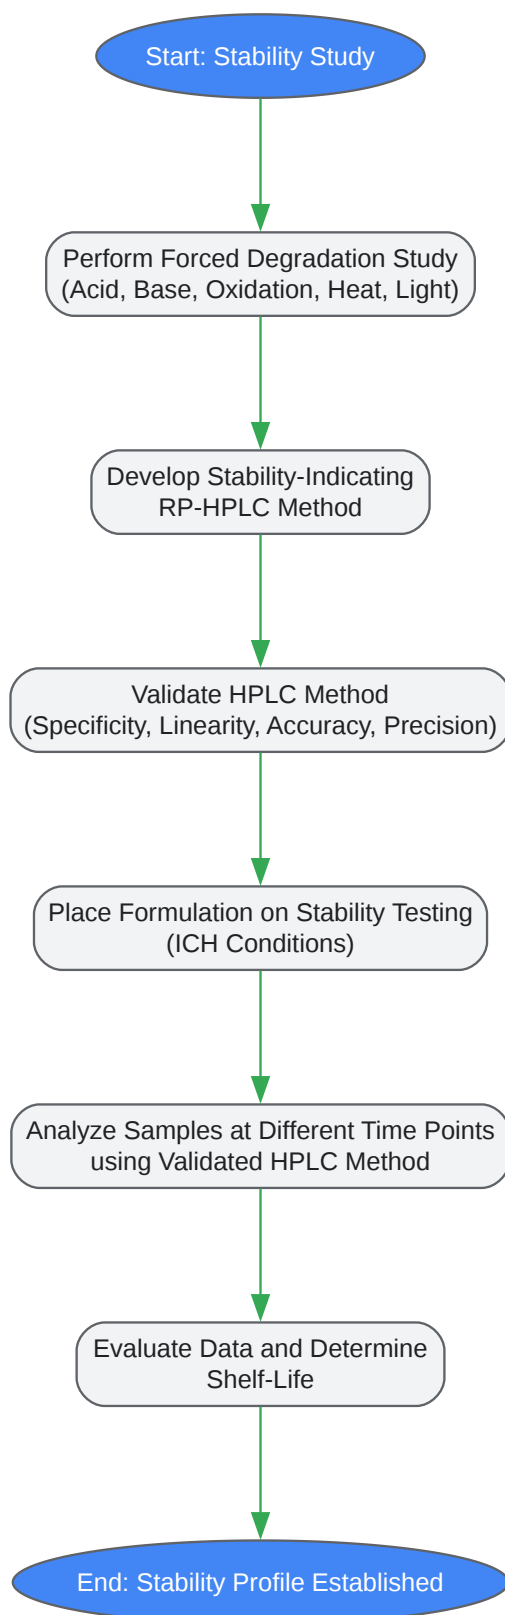 Start: Stability Study
Perform Forced Degradation Study
(Acid, Base, Oxidation, Heat, Light)
Develop Stability-Indicating
RP-HPLC Method
Validate HPLC Method
(Specificity, Linearity, Accuracy, Precision)
Place Formulation on Stability Testing
(ICH Conditions)
Analyze Samples at Different Time Points
using Validated HPLC Method
Evaluate Data and Determine
Shelf-Life
End: Stability Profile Established